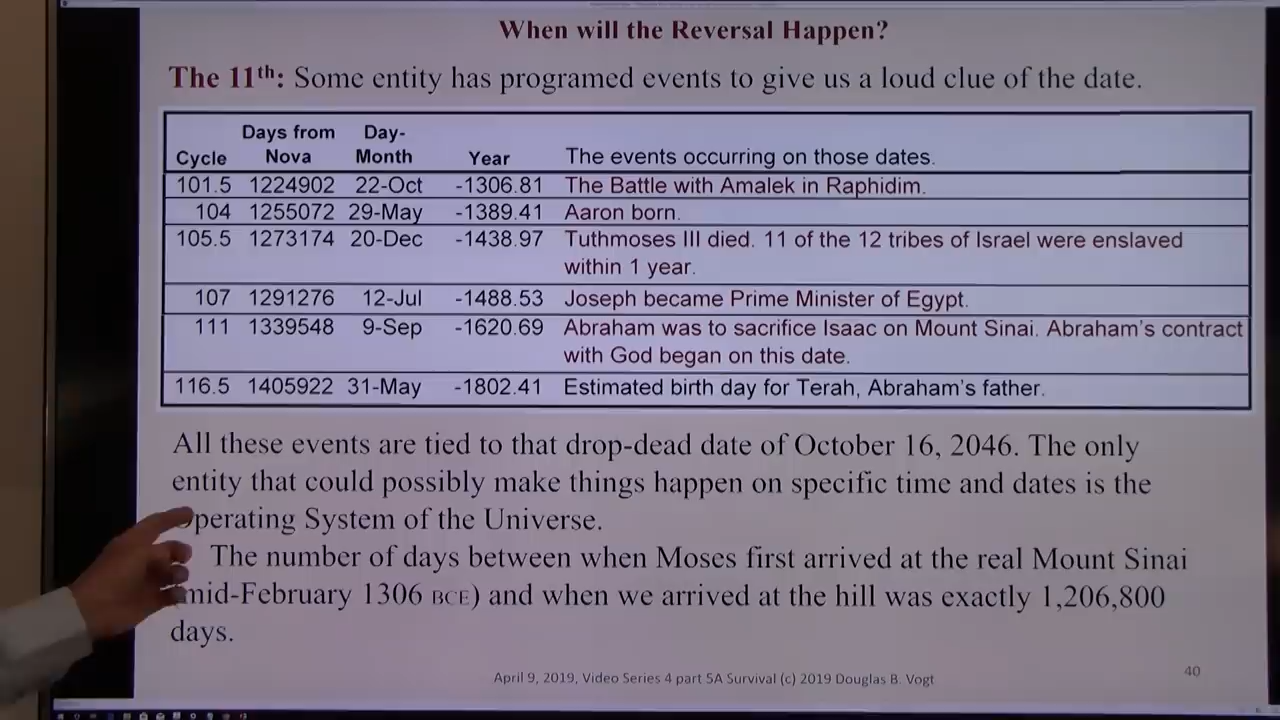 When will the Reversal Happen?
The 11th: Some entity has programed events to give us a loud clue of the date.
Cycle Days from Nova Day-Month Year The events occurring on those dates.
101.5 1224902 22-Oct -1306.81 The Battle with Amalek in Raphidim.
104 1255072 29-May -1389.41 Aaron born.
105.5 1273174 20-Dec -1438.97 Tuthmoses III died. 11 of the 12 tribes of Israel were enslaved
within 1 year.
107 1291276 12-Jul -1488.53 Joseph became Prime Minister of Egypt.
111 1339548 9-Sep -1620.69 Abraham was to sacrifice Isaac on Mount Sinai. Abraham's contract
with God began on this date.
116.5 1405922 31-May -1802.41 Estimated birth day for Terah, Abraham's father.
All these events are tied to that drop-dead date of October 16, 2046. The only
entity that could possibly make things happen on specific time and dates is the
Operating System of the Universe.
The number of days between when Moses first arrived at the real Mount Sinai
(mid-February 1306 BCE) and when we arrived at the hill was exactly 1,206,800
days.
April 9, 2019, Video Series 4 part 5A Survival (c) 2019 Douglas B. Vogt
40